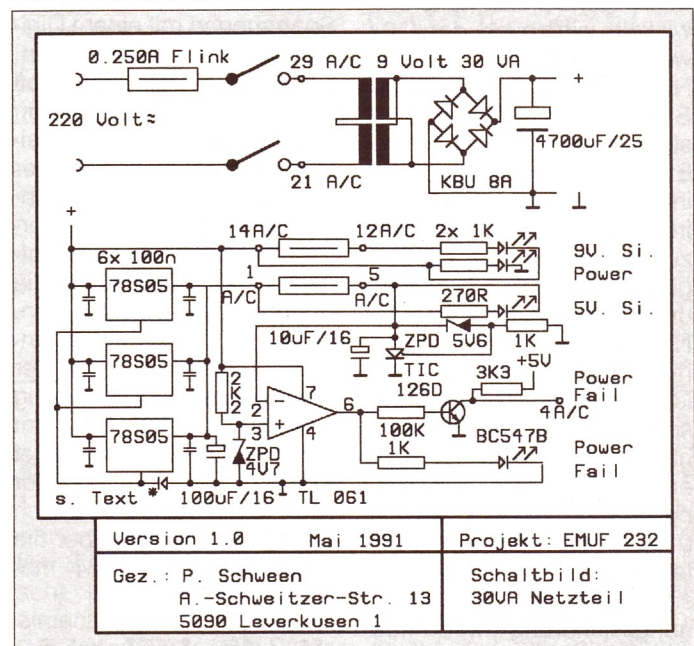 0.250A Flink
29 A/C 9 Volt 30 VA
+
220 Volt≈
4700uF/25
21 A/C
KBU 8A
+
14A/C 12A/C 2x 1K
6x 100n
9V. Si.
Power
1 5
A/C A/C
78S05
270R
5V. Si.
10uF/16
ZPD
5V6
1K
TIC
126D
+5V
3K3
78S05
2
K
2
7
2 −
6
3 +
4
Power
Fail
4A/C
100K
BC547B
78S05
ZPD
4V7
1K
Power
Fail
s. Text * 100uF/16 TL 061
Version 1.0 Mai 1991
Projekt: EMUF 232
Gez.: P. Schween
A.-Schweitzer-Str. 13
5090 Leverkusen 1
Schaltbild:
30VA Netzteil